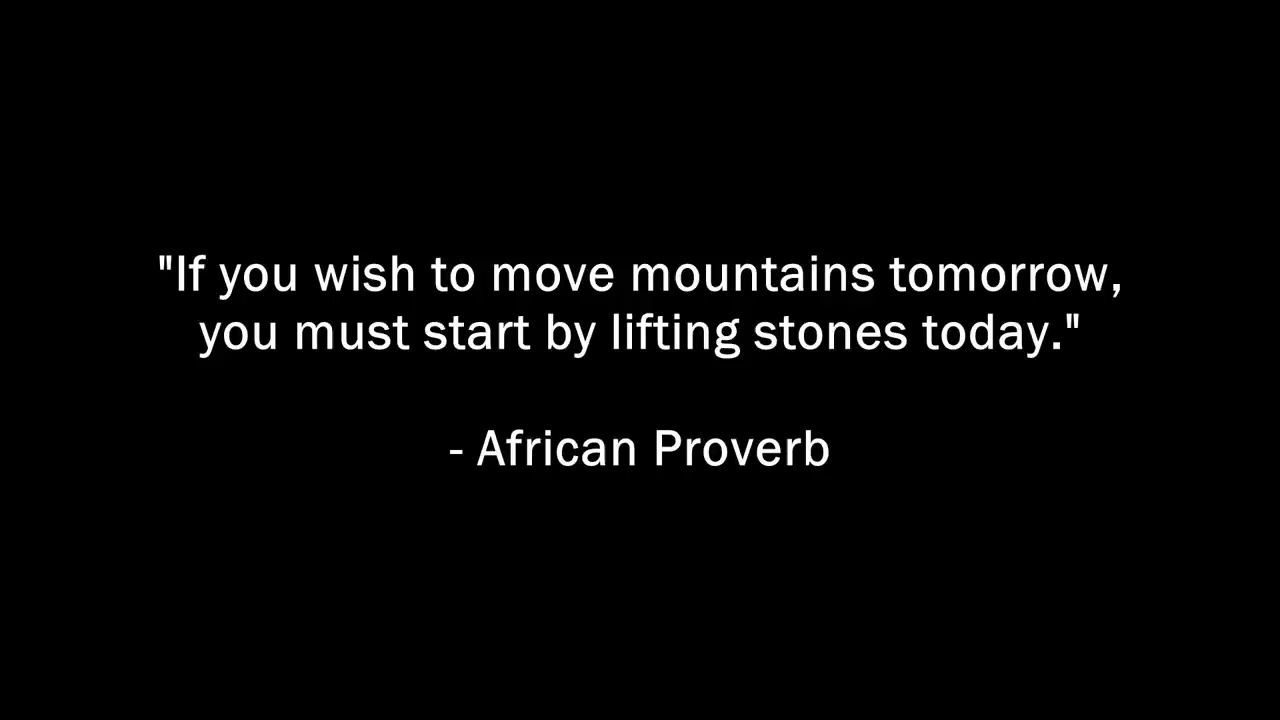 "If you wish to move mountains tomorrow,
you must start by lifting stones today."
- African Proverb